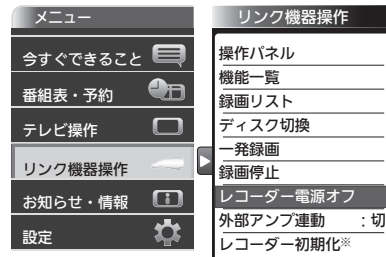 メニュー
今すぐできること
番組表・予約
テレビ操作
リンク機器操作
お知らせ・情報
設定
リンク機器操作
操作パネル
機能一覧
録画リスト
ディスク切換
一発録画
録画停止
レコーダー電源オフ
外部アンプ連動　：切
レコーダー初期化※